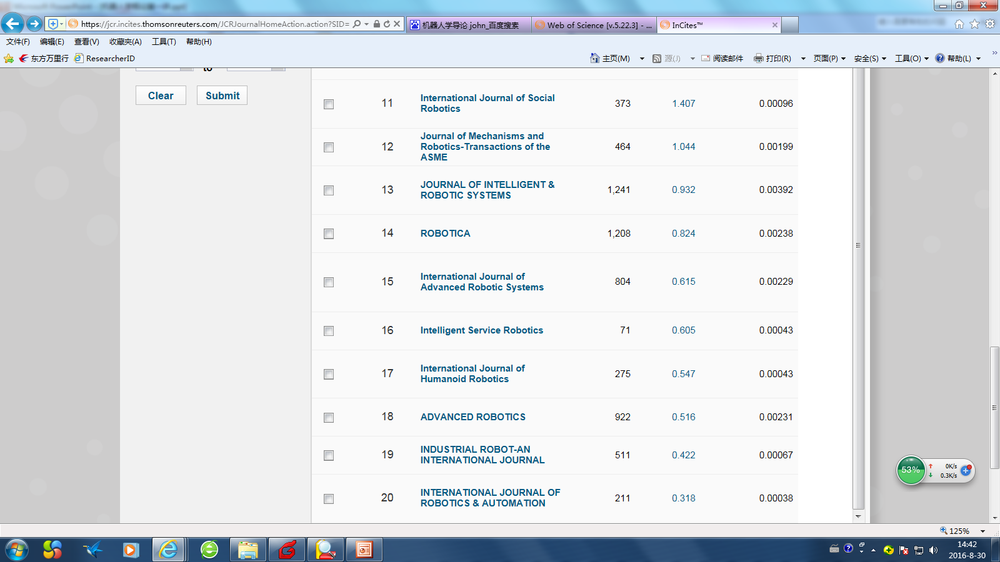 https://jcr.incites.thomsonreuters.com/JCRJournalHomeAction.action?SID=
机器人学导论 john_百度搜索
Web of Science [v.5.22.3] - ...
InCites™
文件(F) 编辑(E) 查看(V) 收藏夹(A) 工具(T) 帮助(H)
东方万里行 ResearcherID
主页(M) 源(J) 阅读邮件 打印(R) 页面(P) 安全(S) 工具(O) 帮助(L) »
to
Clear Submit
11 International Journal of Social Robotics 373 1.407 0.00096
12 Journal of Mechanisms and Robotics-Transactions of the ASME 464 1.044 0.00199
13 JOURNAL OF INTELLIGENT & ROBOTIC SYSTEMS 1,241 0.932 0.00392
14 ROBOTICA 1,208 0.824 0.00238
15 International Journal of Advanced Robotic Systems 804 0.615 0.00229
16 Intelligent Service Robotics 71 0.605 0.00043
17 International Journal of Humanoid Robotics 275 0.547 0.00043
18 ADVANCED ROBOTICS 922 0.516 0.00231
19 INDUSTRIAL ROBOT-AN INTERNATIONAL JOURNAL 511 0.422 0.00067
20 INTERNATIONAL JOURNAL OF ROBOTICS & AUTOMATION 211 0.318 0.00038
53%
0K/s
0.3K/s
125%
14:42
2016-8-30